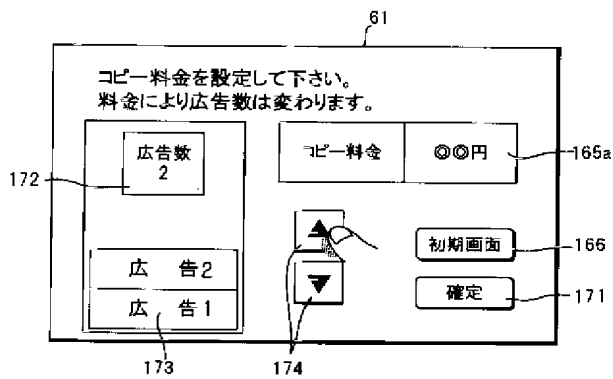 61
コピー料金を設定して下さい。
料金により広告数は変わります。
広告数
2
172
コピー料金
◎◎円
165a
初期画面
166
広 告2
広 告1
確定
171
173
174